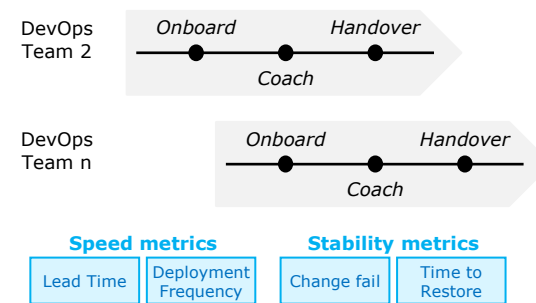 DevOps
Team 2
Onboard
Handover
Coach
DevOps
Team n
Onboard
Handover
Coach
Speed metrics
Stability metrics
Lead Time
Deployment
Frequency
Change fail
Time to
Restore